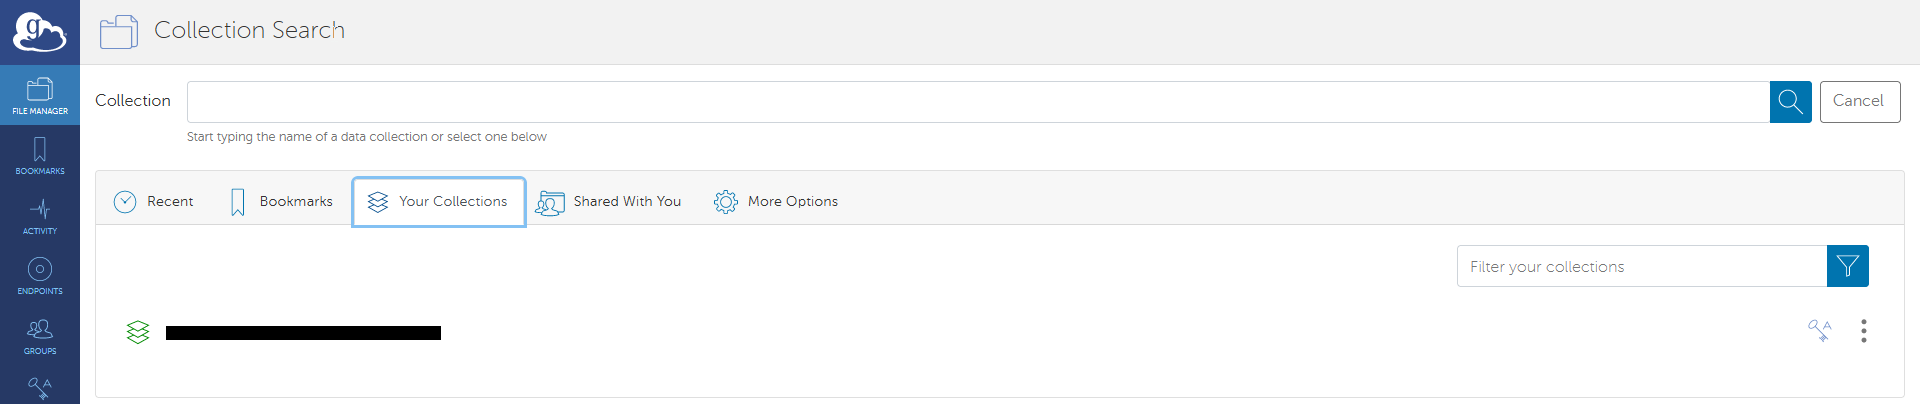 g
Collection Search
FILE MANAGER
BOOKMARKS
ACTIVITY
ENDPOINTS
GROUPS
A
Collection
Cancel
Start typing the name of a data collection or select one below
Recent
Bookmarks
Your Collections
Shared With You
More Options
Filter your collections
A